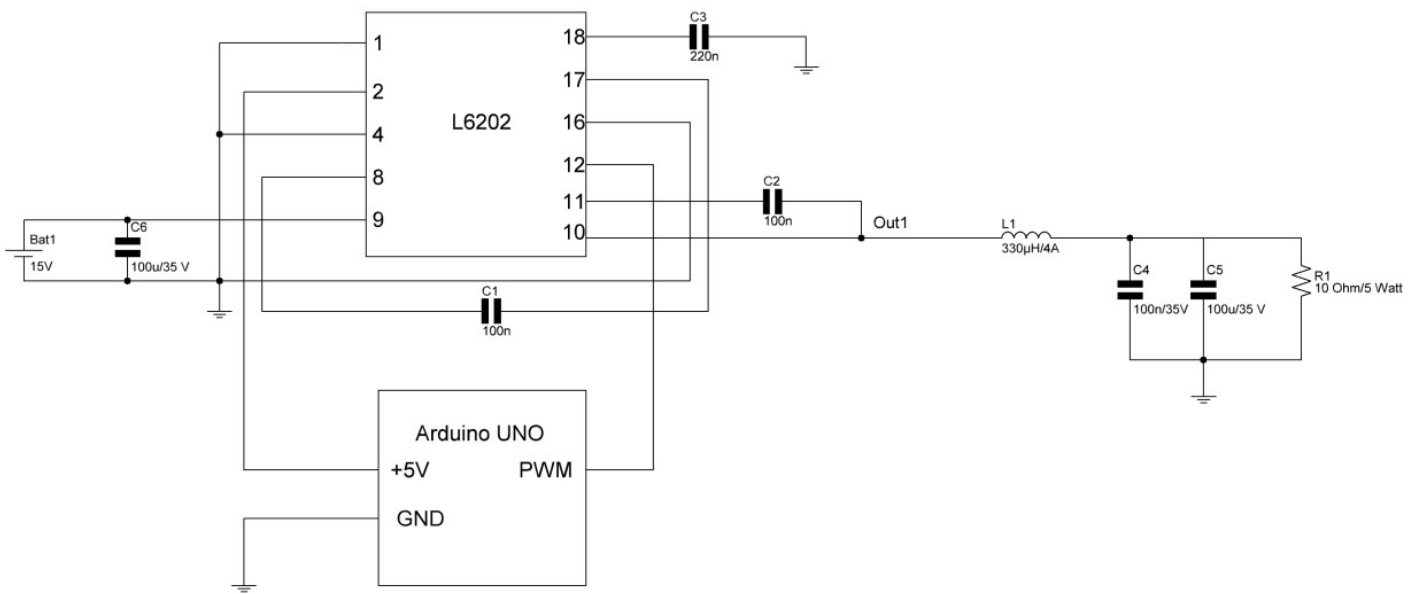 1
2
4
8
9
L6202
18
17
16
12
11
10
C3
220n
C2
100n
Out1
L1
330µH/4A
Bat1
15V
C6
100u/35 V
C1
100n
C4
100n/35V
C5
100u/35 V
R1
10 Ohm/5 Watt
Arduino UNO
+5V
PWM
GND